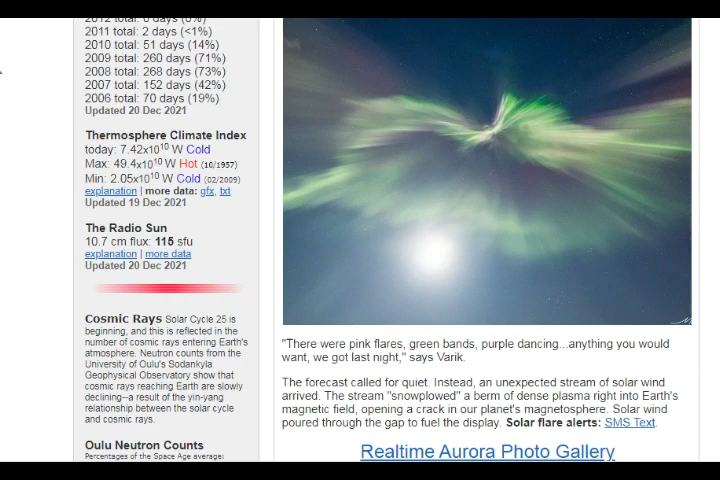 2012 total: 0 days (0%)
2011 total: 2 days (<1%)
2010 total: 51 days (14%)
2009 total: 260 days (71%)
2008 total: 268 days (73%)
2007 total: 152 days (42%)
2006 total: 70 days (19%)
Updated 20 Dec 2021
Thermosphere Climate Index
today: 7.42x10¹⁰ W Cold
Max: 49.4x10¹⁰ W Hot (10/1957)
Min: 2.05x10¹⁰ W Cold (02/2009)
explanation | more data: gfx, txt
Updated 19 Dec 2021
The Radio Sun
10.7 cm flux: 115 sfu
explanation | more data
Updated 20 Dec 2021
Cosmic Rays Solar Cycle 25 is
beginning, and this is reflected in the
number of cosmic rays entering Earth's
atmosphere. Neutron counts from the
University of Oulu's Sodankyla
Geophysical Observatory show that
cosmic rays reaching Earth are slowly
declining--a result of the yin-yang
relationship between the solar cycle
and cosmic rays.
Oulu Neutron Counts
Percentages of the Space Age average:
"There were pink flares, green bands, purple dancing...anything you would
want, we got last night," says Varik.
The forecast called for quiet. Instead, an unexpected stream of solar wind
arrived. The stream "snowplowed" a berm of dense plasma right into Earth's
magnetic field, opening a crack in our planet's magnetosphere. Solar wind
poured through the gap to fuel the display. Solar flare alerts: SMS Text.
Realtime Aurora Photo Gallery